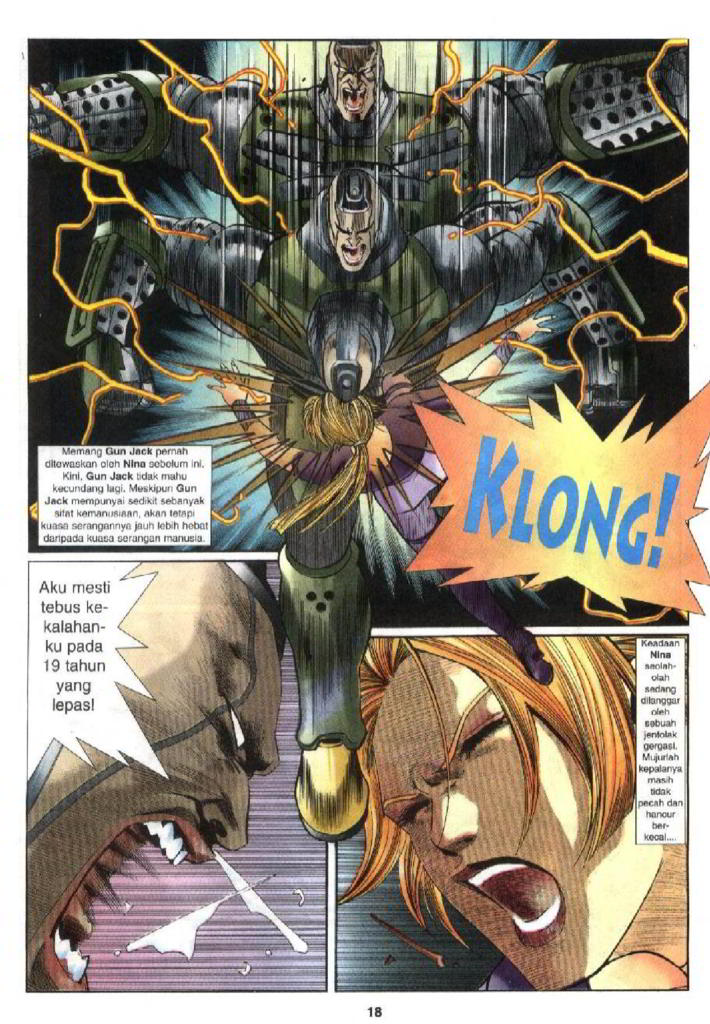 Memang Gun Jack pernah
ditewaskan oleh Nina sebelum ini.
Kini, Gun Jack tidak mahu
kecundang lagi. Meskipun Gun
Jack mempunyai sedikit sebanyak
sifat kemanusiaan, akan tetapi
kuasa serangannya jauh lebih hebat
daripada kuasa serangan manusia.
KLONG!
Aku mesti
tebus ke-
kalahan-
ku pada
19 tahun
yang
lepas!
Keadaan
Nina
seolah-
olah
sedang
dilanggar
oleh
sebuah
jentolak
gergasi.
Mujurlah
kepalanya
masih
tidak
pecah dan
hancur
ber-
kecai....
18